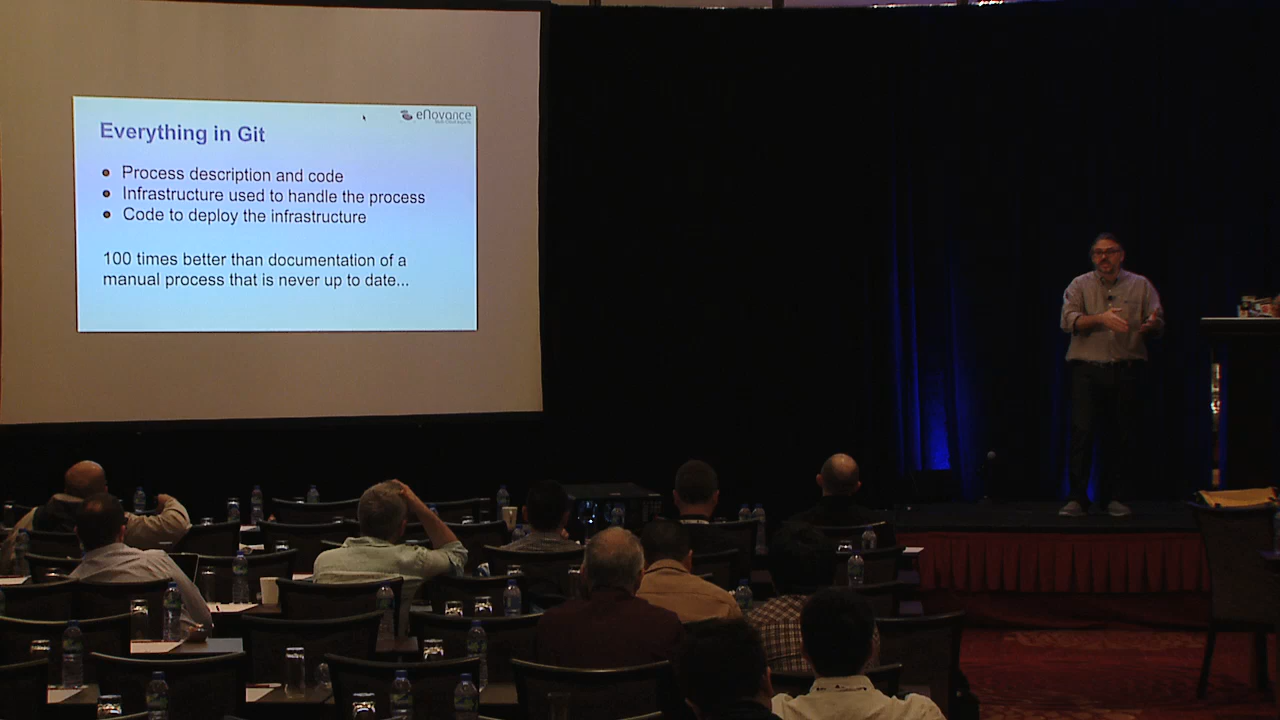 eNovance
Everything in Git
Process description and code
Infrastructure used to handle the process
Code to deploy the infrastructure
100 times better than documentation of a
manual process that is never up to date...